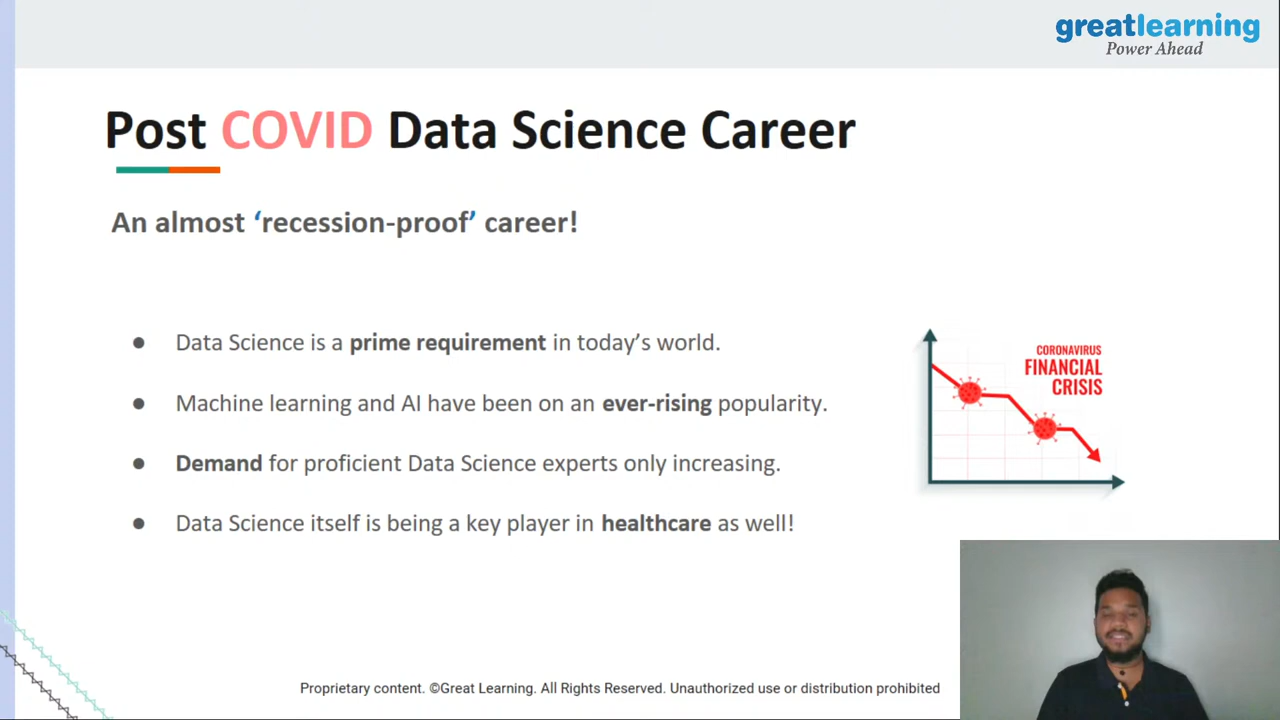 greatlearning
Power Ahead
Post COVID Data Science Career
An almost ‘recession-proof’ career!
● Data Science is a prime requirement in today’s world.
● Machine learning and AI have been on an ever-rising popularity.
● Demand for proficient Data Science experts only increasing.
● Data Science itself is being a key player in healthcare as well!
CORONAVIRUS
FINANCIAL
CRISIS
Proprietary content. ©Great Learning. All Rights Reserved. Unauthorized use or distribution prohibited